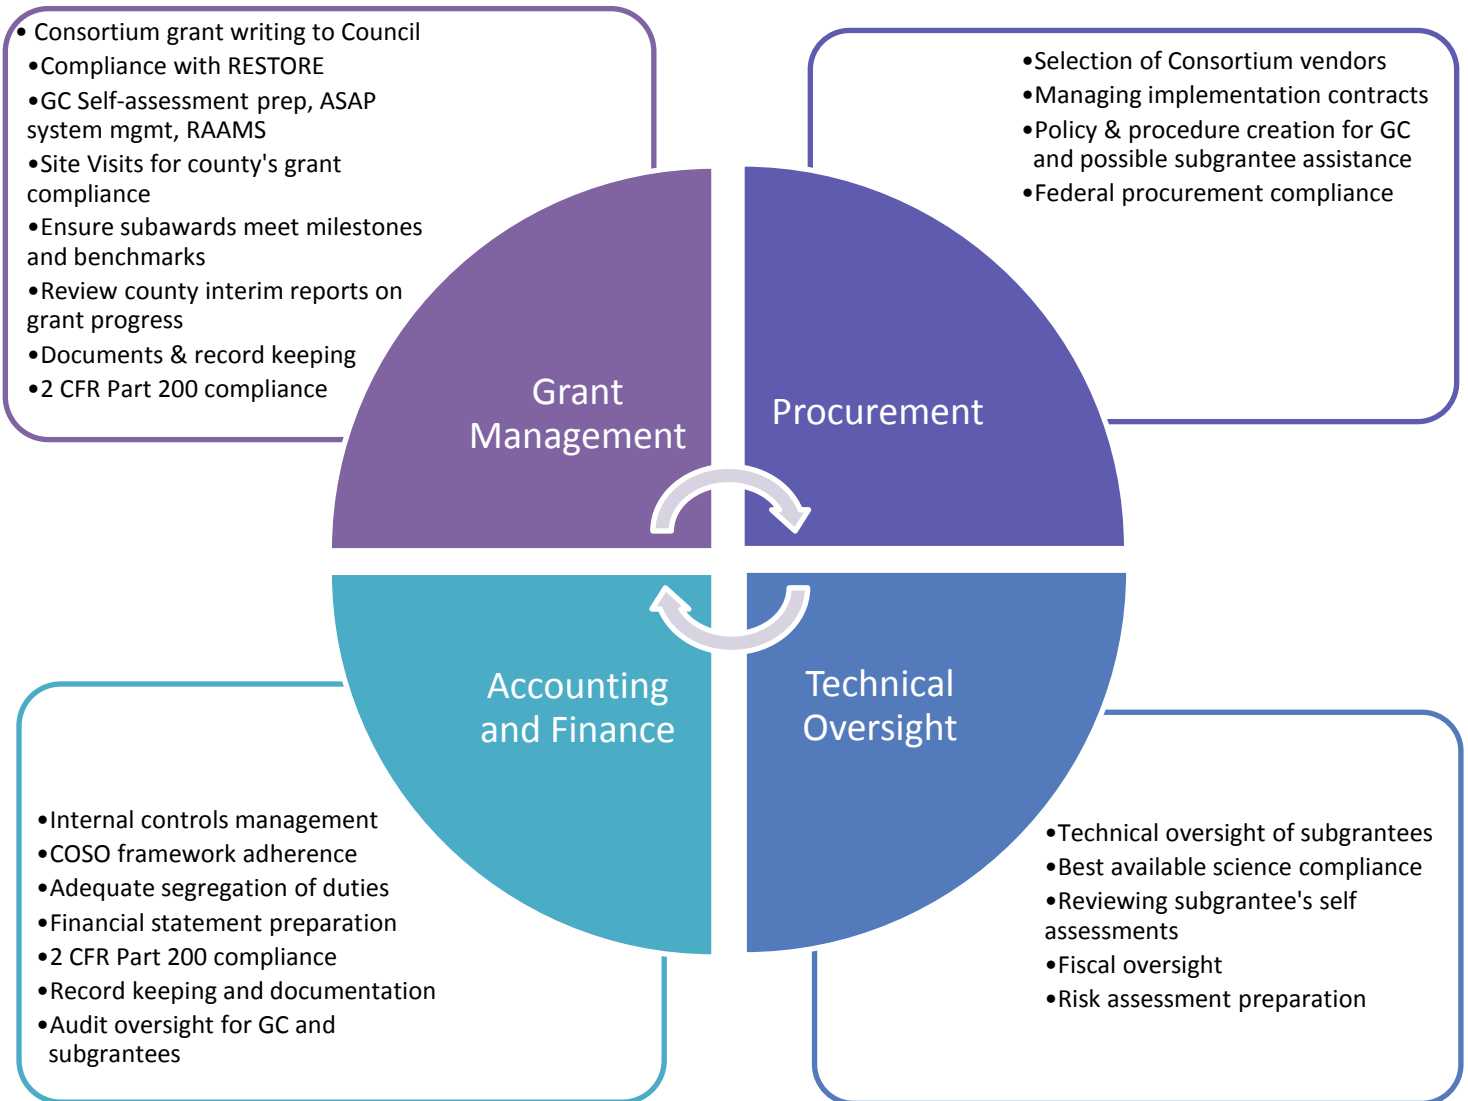 • Consortium grant writing to Council
•Compliance with RESTORE
•GC Self-assessment prep, ASAP
system mgmt, RAAMS
•Site Visits for county's grant
compliance
•Ensure subawards meet milestones
and benchmarks
•Review county interim reports on
grant progress
•Documents & record keeping
•2 CFR Part 200 compliance
•Selection of Consortium vendors
•Managing implementation contracts
•Policy & procedure creation for GC
and possible subgrantee assistance
•Federal procurement compliance
Grant
Management
Procurement
Accounting
and Finance
Technical
Oversight
•Internal controls management
•COSO framework adherence
•Adequate segregation of duties
•Financial statement preparation
•2 CFR Part 200 compliance
•Record keeping and documentation
•Audit oversight for GC and
subgrantees
•Technical oversight of subgrantees
•Best available science compliance
•Reviewing subgrantee's self
assessments
•Fiscal oversight
•Risk assessment preparation